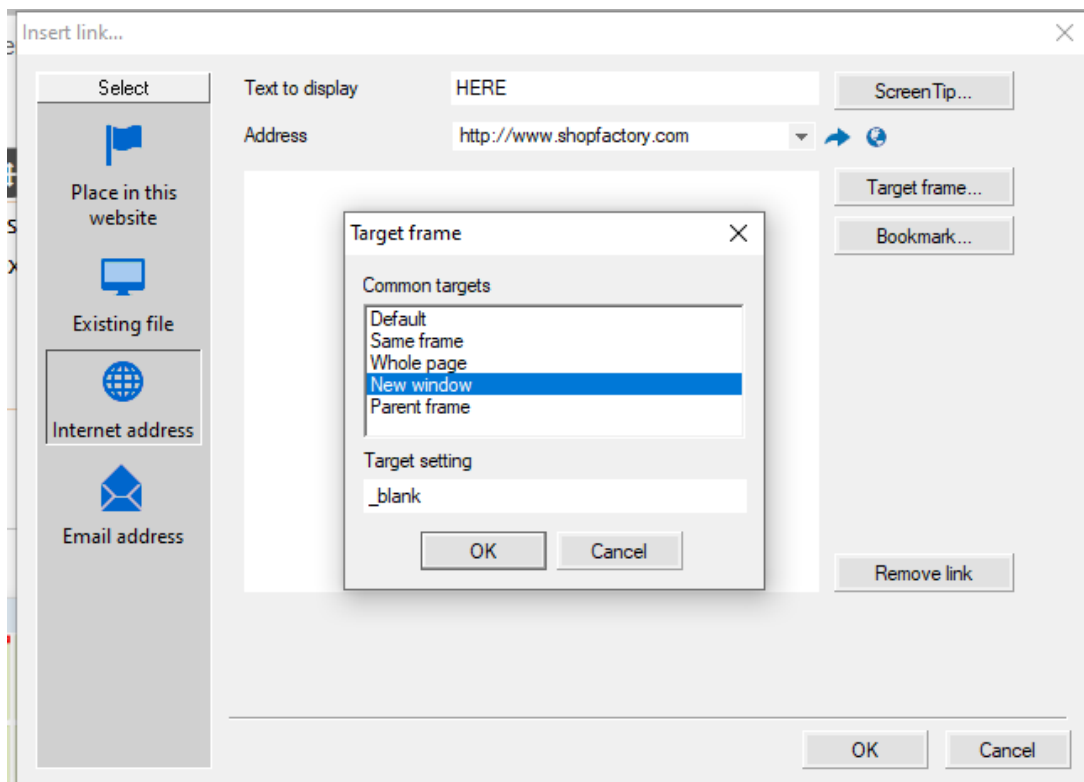 Insert link...
Select
Text to display
HERE
ScreenTip...
Address
http://www.shopfactory.com
Place in this
website
Target frame...
Bookmark...
Existing file
Internet address
Email address
Target frame
Common targets
Default
Same frame
Whole page
New window
Parent frame
Target setting
_blank
OK
Cancel
Remove link
OK
Cancel